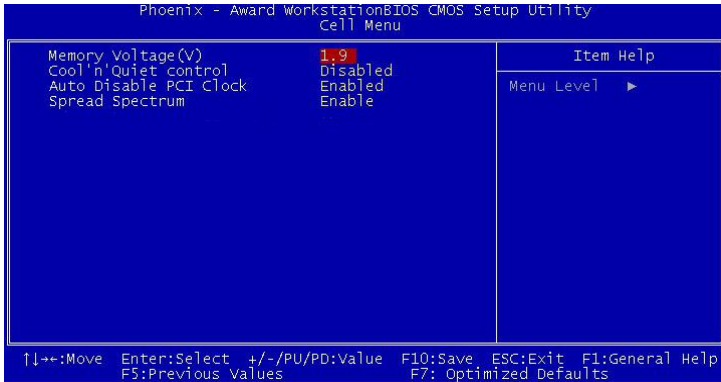 Phoenix - Award WorkstationBIOS CMOS Setup Utility
Cell Menu
Memory Voltage(V) 1.9
Cool'n'Quiet control Disabled
Auto Disable PCI Clock Enabled
Spread Spectrum Enable
Item Help
Menu Level ►
↑↓→←:Move Enter:Select +/-/PU/PD:Value F10:Save ESC:Exit F1:General Help
F5:Previous Values F7: Optimized Defaults